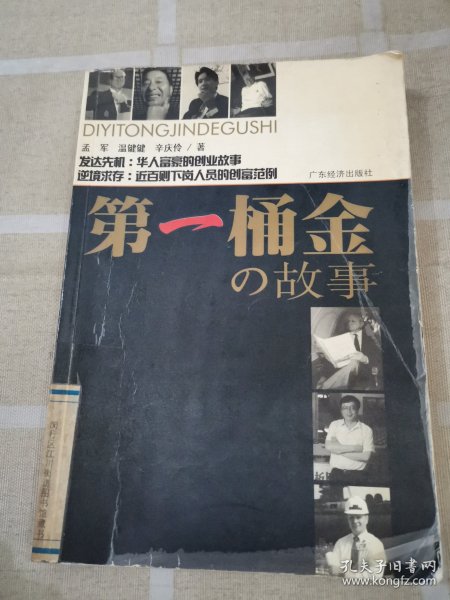 DIYITONGJINDEGUSHI
孟 军 温健健 辛庆伶 / 著
发达先机：华人富豪的创业故事
逆境求存：近百则下岗人员的创富范例
广东经济出版社
第一桶金
の故事
孔夫子旧书网
www.kongfz.com